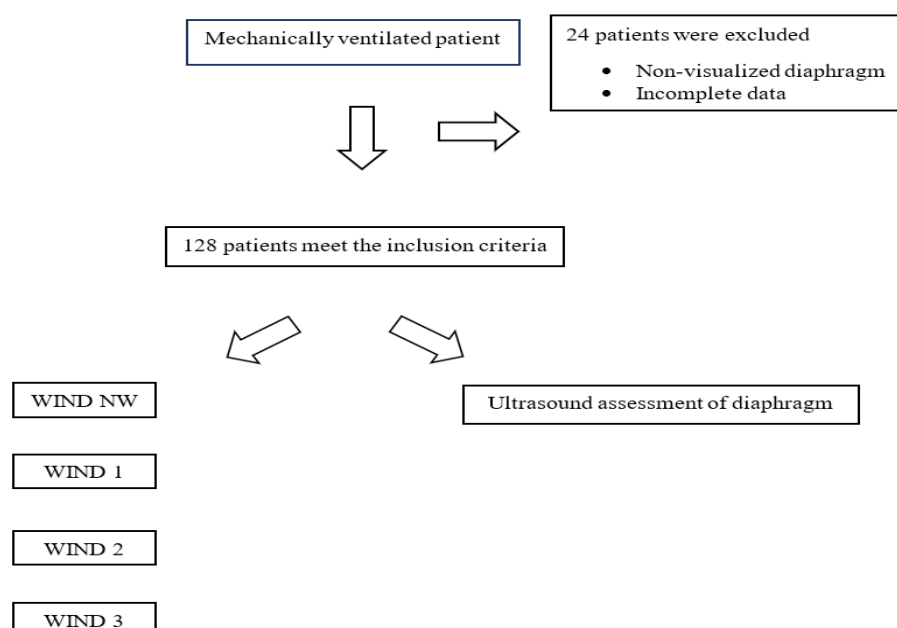 Mechanically ventilated patient
24 patients were excluded
• Non-visualized diaphragm
• Incomplete data
128 patients meet the inclusion criteria
WIND NW
Ultrasound assessment of diaphragm
WIND 1
WIND 2
WIND 3